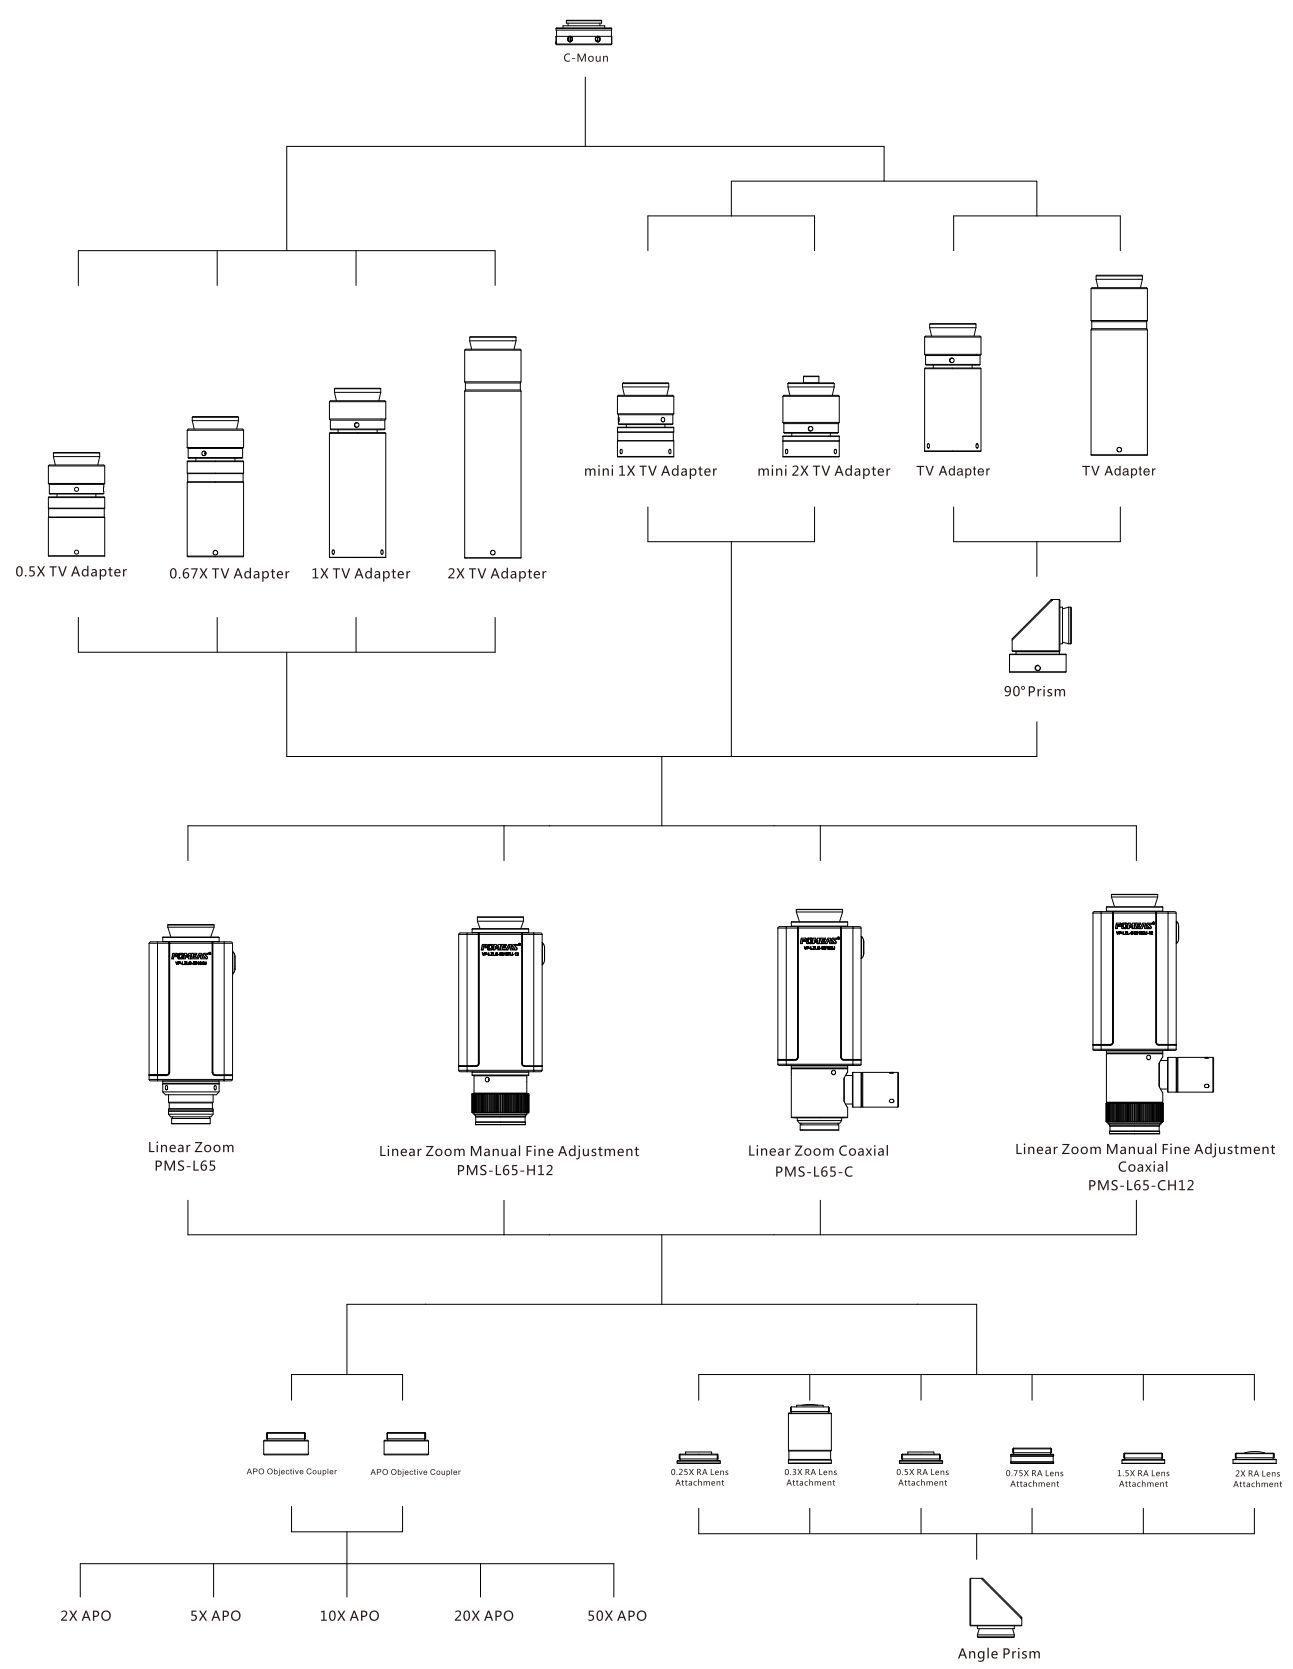 C-Moun
mini 1X TV Adapter
mini 2X TV Adapter
TV Adapter
TV Adapter
0.5X TV Adapter
0.67X TV Adapter
1X TV Adapter
2X TV Adapter
90°Prism
POMEAS®
POMEAS®
POMEAS®
POMEAS®
Linear Zoom
PMS-L65
Linear Zoom Manual Fine Adjustment
PMS-L65-H12
Linear Zoom Coaxial
PMS-L65-C
Linear Zoom Manual Fine Adjustment
Coaxial
PMS-L65-CH12
APO Objective Coupler
APO Objective Coupler
0.25X RA Lens
Attachment
0.3X RA Lens
Attachment
0.5X RA Lens
Attachment
0.75X RA Lens
Attachment
1.5X RA Lens
Attachment
2X RA Lens
Attachment
2X APO
5X APO
10X APO
20X APO
50X APO
Angle Prism